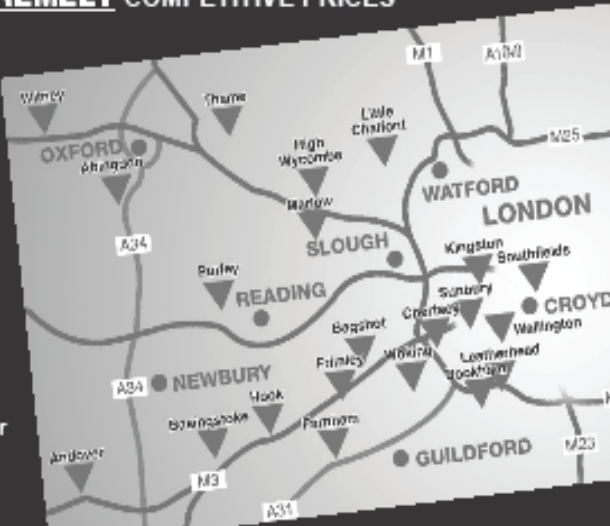 COMPETITIVE PRICES
M1
Witney
Thame
Little
Chalfont
M25
OXFORD
Abingdon
High
Wycombe
WATFORD
LONDON
Marlow
A34
SLOUGH
Kingston
Southfields
Purley
READING
Sunbury
Chertsey
CROYD
Wallington
Bagshot
Frimley
Woking
Leatherhead
Bookham
A34
NEWBURY
Hook
Basingstoke
Farnham
Andover
GUILDFORD
M23
M3
A31